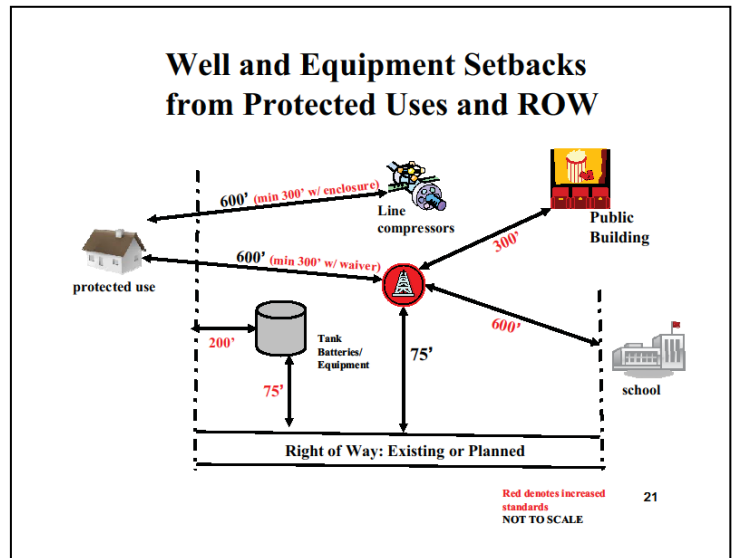 Well and Equipment Setbacks
from Protected Uses and ROW
600’ (min 300’ w/ enclosure)
Line
compressors
Public
Building
300’
600’ (min 300’ w/ waiver)
protected use
600’
200’
Tank
Batteries/
Equipment
75’
75’
school
Right of Way: Existing or Planned
Red denotes increased
standards
NOT TO SCALE
21